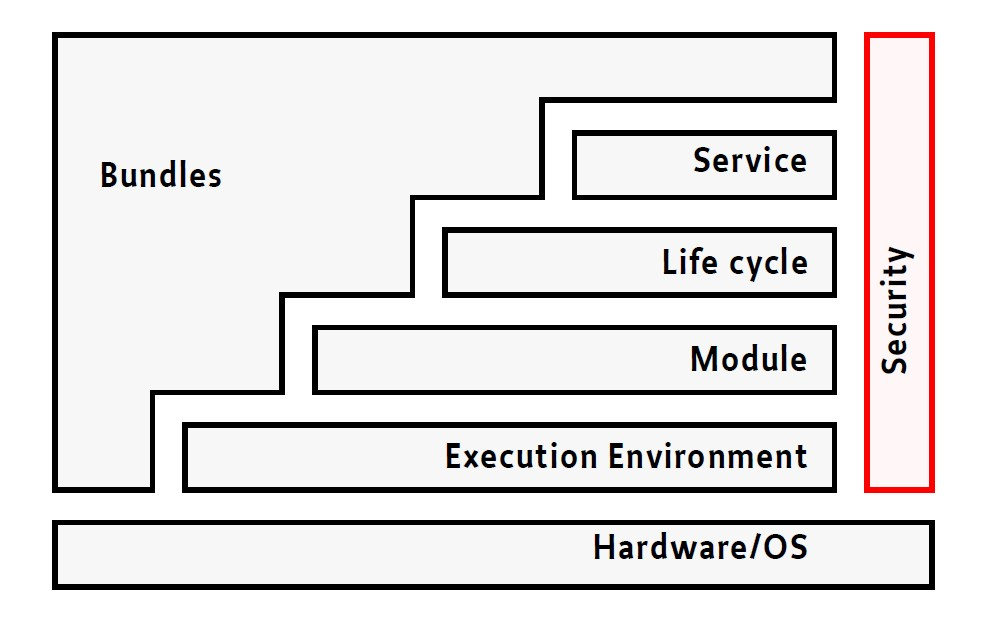 Bundles
Service
Life cycle
Module
Execution Environment
Hardware/OS
Security